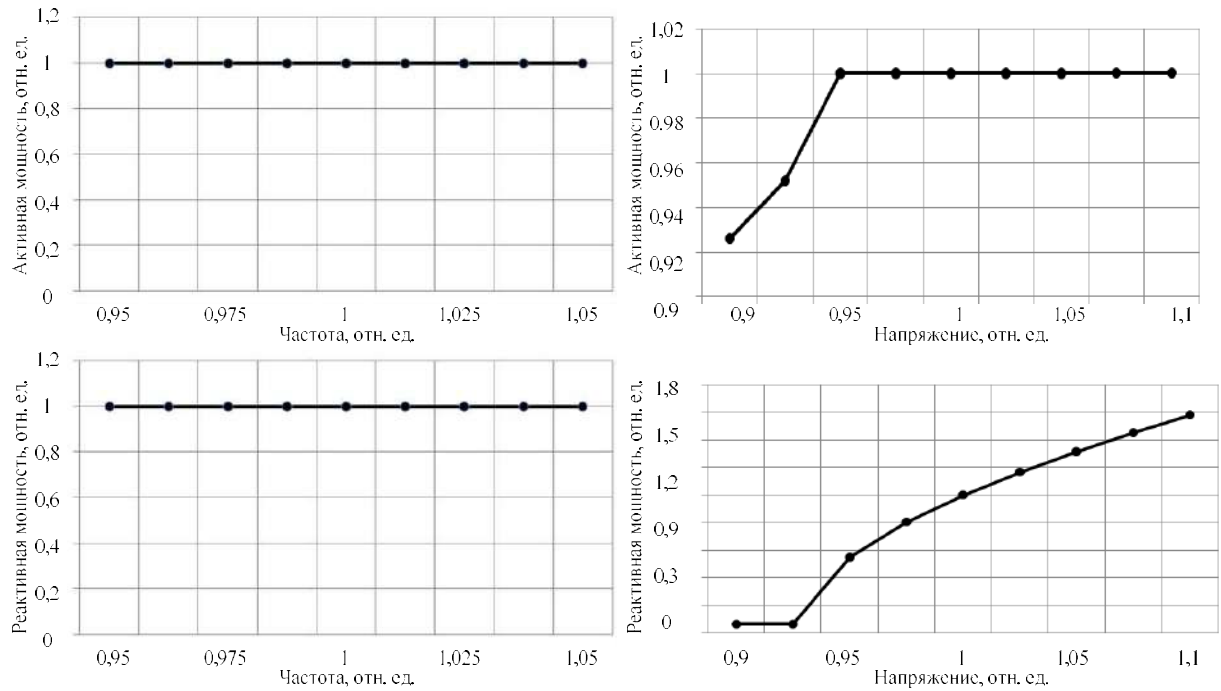 Активная мощность, отн. ед.
1,2
1
0,8
0,6
0,4
0,2
0
0,95 0,975 1 1,025 1,05
Частота, отн. ед.
Активная мощность, отн. ед.
1,02
1
0.98
0,96
0,94
0,92
0.9
0,9 0,95 1 1,05 1,1
Напряжение, отн. ед.
Реактивная мощность, отн. ед.
1,2
1
0,8
0,6
0,4
0,2
0
0,95 0,975 1 1,025 1,05
Частота, отн. ед.
Реактивная мощность, отн. ед.
1,8
1,5
1,2
0,9
0,3
0
0,9 0,95 1 1,05 1,1
Напряжение, отн. ед.